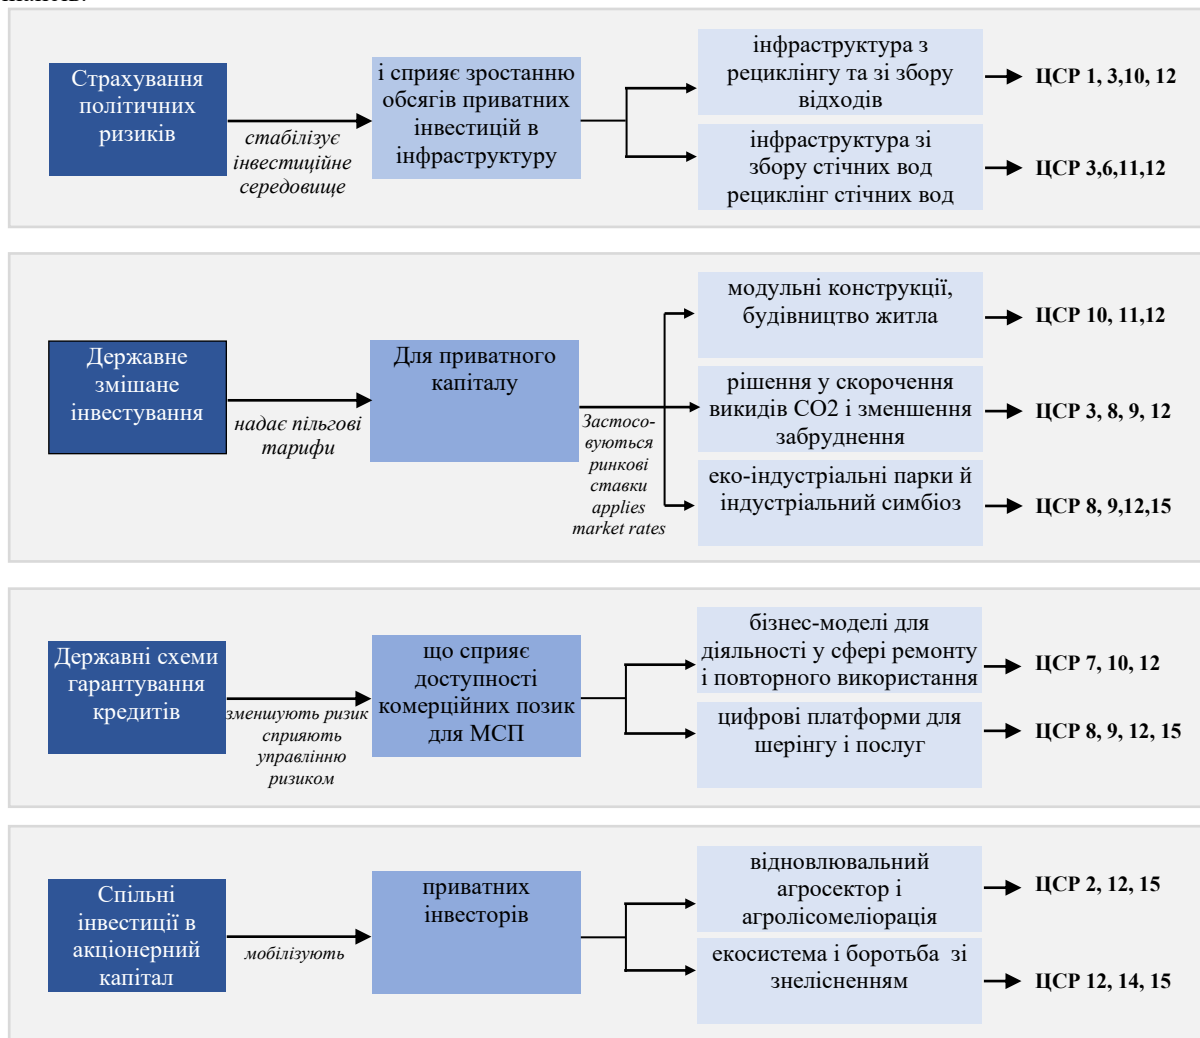 Страхування
політичних
ризиків
стабілізує
інвестиційне
середовище
і сприяє зростанню
обсягів приватних
інвестицій в
інфраструктуру
інфраструктура з
рециклінгу та зі збору
відходів
ЦСР 1, 3,10, 12
інфраструктура зі
збору стічних вод
рециклінг стічних вод
ЦСР 3,6,11,12
Державне
змішане
інвестування
надає пільгові
тарифи
Для приватного
капіталу
Застосо-
вуються
ринкові
ставки
applies
market rates
модульні конструкції,
будівництво житла
ЦСР 10, 11,12
рішення у скорочення
викидів СО2 і зменшення
забруднення
ЦСР 3, 8, 9, 12
еко-індустріальні парки й
індустріальний симбіоз
ЦСР 8, 9,12,15
Державні схеми
гарантування
кредитів
зменшують ризик
сприяють
управлінню
ризиком
що сприяє
доступності
комерційних позик
для МСП
бізнес-моделі для
діяльності у сфері ремонту
і повторного використання
ЦСР 7, 10, 12
цифрові платформи для
шерінгу і послуг
ЦСР 8, 9, 12, 15
Спільні
інвестиції в
акціонерний
капітал
мобілізують
приватних
інвесторів
відновлювальний
агросектор і
агролісомеліорація
ЦСР 2, 12, 15
екосистема і боротьба зі
знелісненням
ЦСР 12, 14, 15